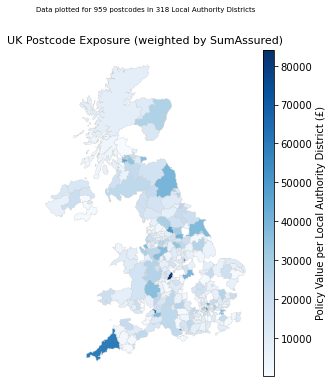 Data plotted for 959 postcodes in 318 Local Authority Districts
UK Postcode Exposure (weighted by SumAssured)
80000
70000
60000
50000
40000
30000
20000
10000
Policy Value per Local Authority District (£)